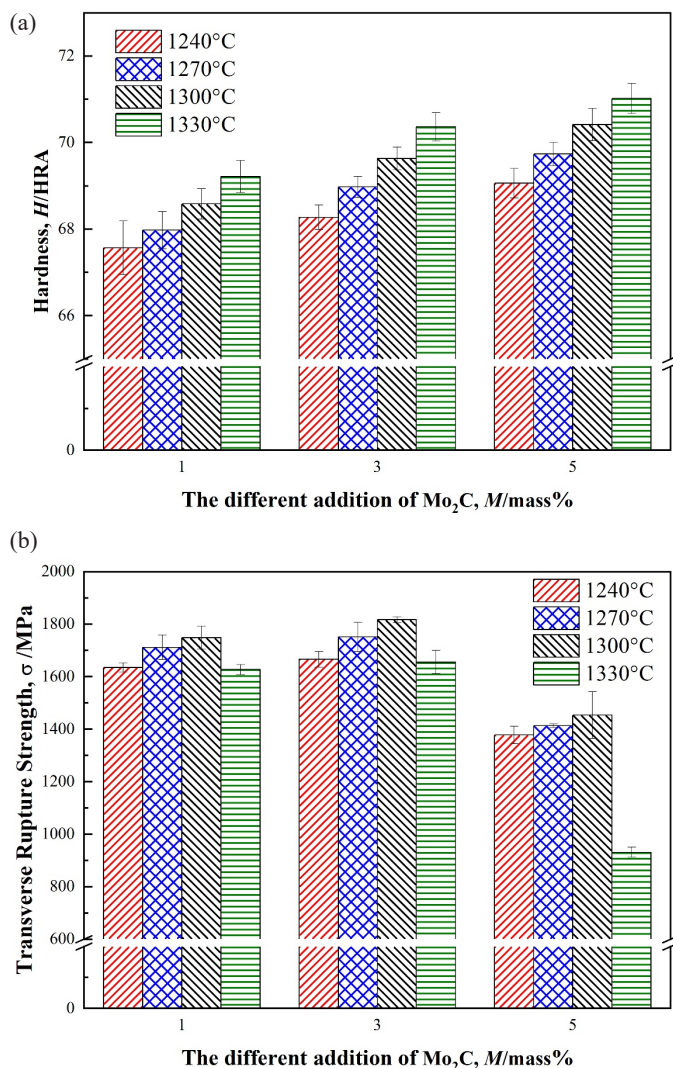 (a)
72
70
68
66
0
Hardness, H/HRA
1240°C
1270°C
1300°C
1330°C
1
3
5
The different addition of Mo₂C, M/mass%
(b)
2000
1800
1600
1400
1200
1000
800
600
0
Transverse Rupture Strength, σ /MPa
1240°C
1270°C
1300°C
1330°C
1
3
5
The different addition of Mo₂C, M/mass%